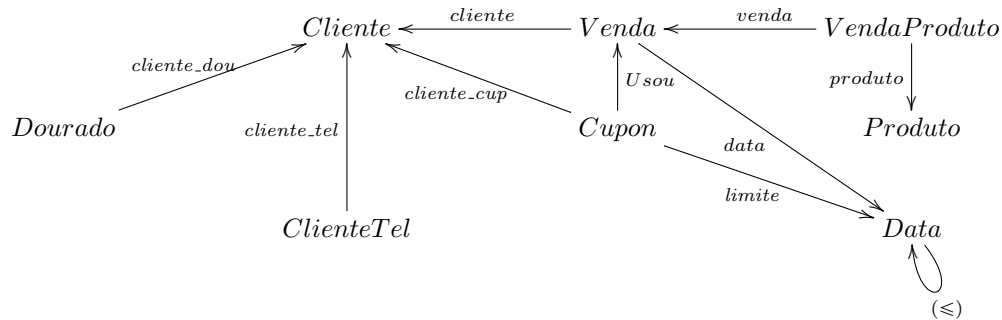 cliente venda
Cliente Venda VendaProduto
cliente_dou cliente_cup Usou produto
Dourado cliente_tel Cupon Produto
data
limite
ClienteTel Data
(⩽)